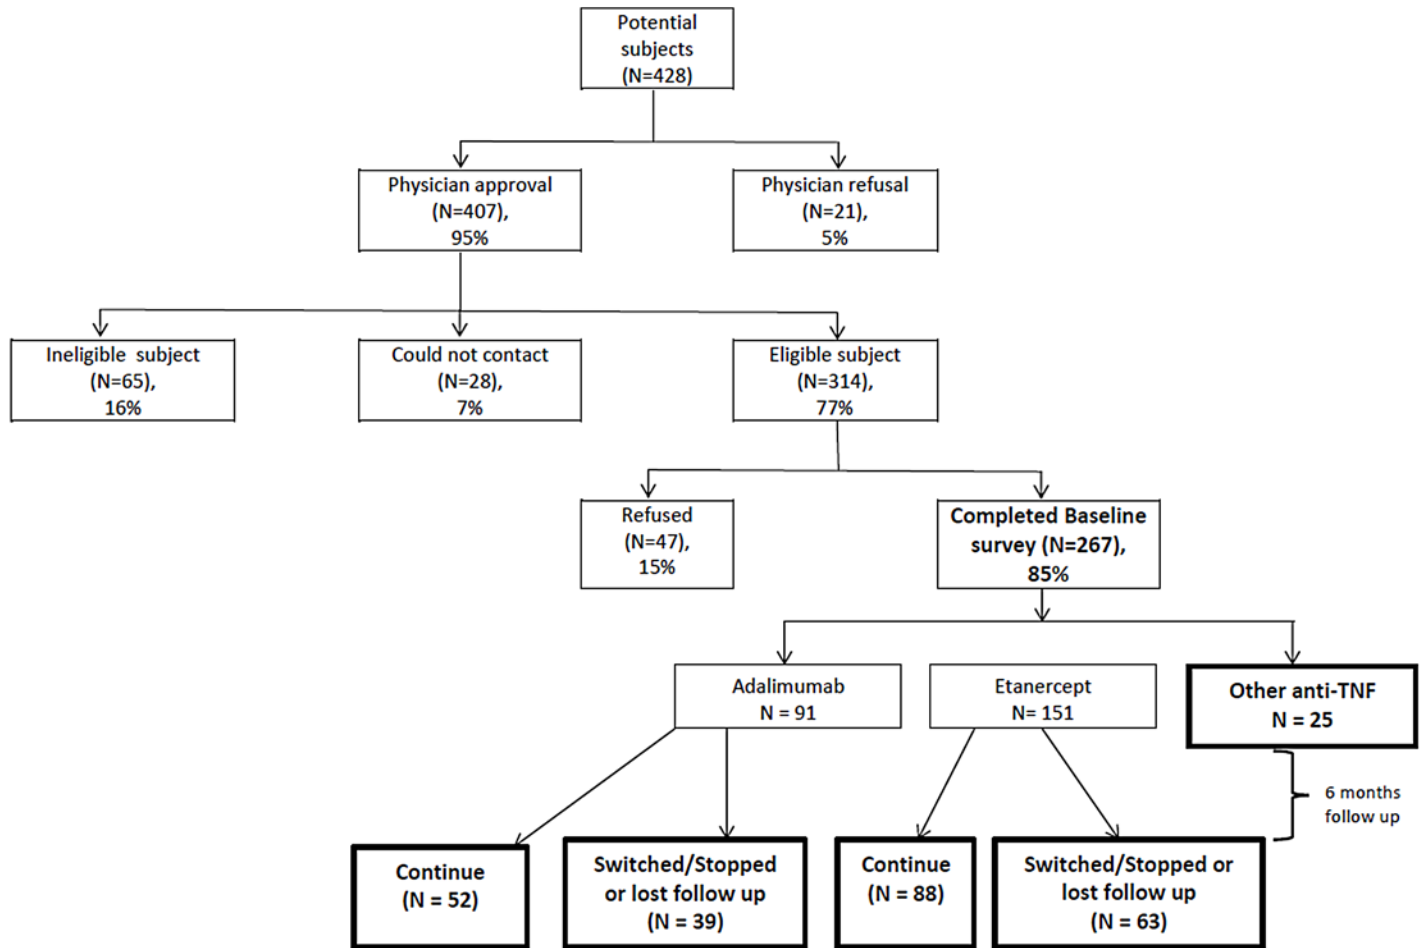 Potential
subjects
(N=428)
Physician approval
(N=407),
95%
Physician refusal
(N=21),
5%
Ineligible subject
(N=65),
16%
Could not contact
(N=28),
7%
Eligible subject
(N=314),
77%
Refused
(N=47),
15%
Completed Baseline
survey (N=267),
85%
Adalimumab
N = 91
Etanercept
N= 151
Other anti-TNF
N = 25
6 months
follow up
Continue
(N = 52)
Switched/Stopped
or lost follow up
(N = 39)
Continue
(N = 88)
Switched/Stopped or
lost follow up
(N = 63)